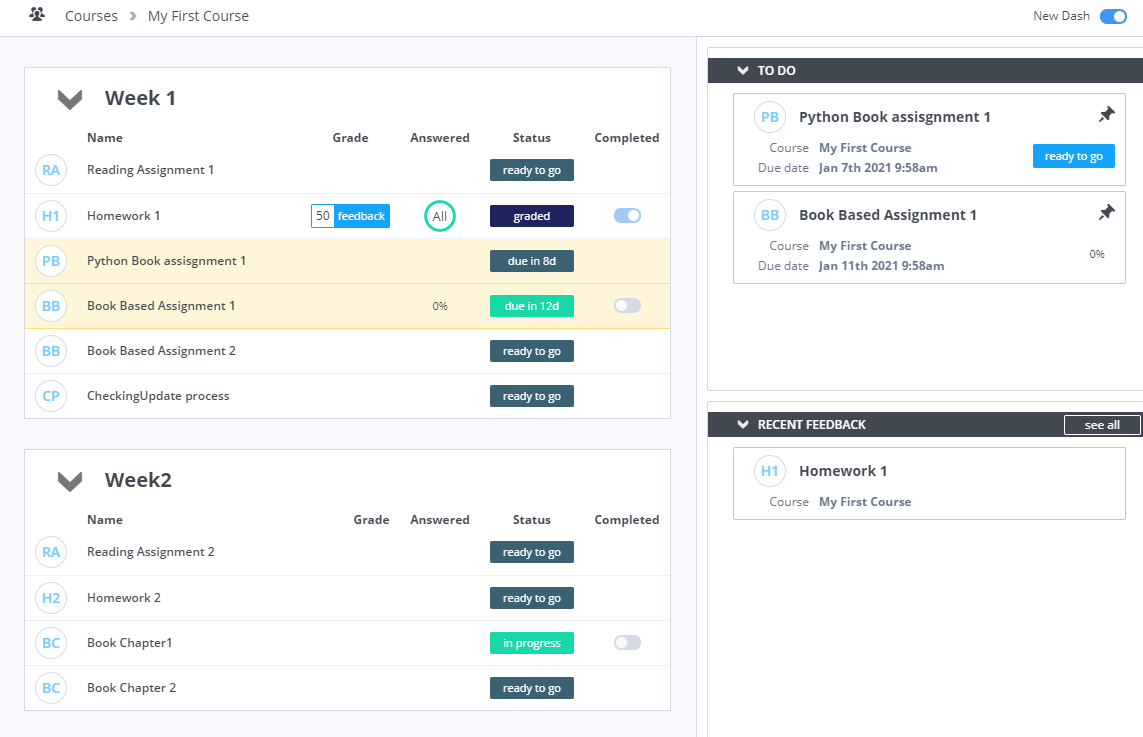 Courses My First Course New Dash
Week 1
Name Grade Answered Status Completed
RA Reading Assignment 1 ready to go
H1 Homework 1 50 feedback All graded
PB Python Book assisgnment 1 due in 8d
BB Book Based Assignment 1 0% due in 12d
BB Book Based Assignment 2 ready to go
CP CheckingUpdate process ready to go
Week2
Name Grade Answered Status Completed
RA Reading Assignment 2 ready to go
H2 Homework 2 ready to go
BC Book Chapter1 in progress
BC Book Chapter 2 ready to go
TO DO
PB Python Book assisgnment 1
Course My First Course
ready to go
Due date Jan 7th 2021 9:58am
BB Book Based Assignment 1
Course My First Course
0%
Due date Jan 11th 2021 9:58am
RECENT FEEDBACK see all
H1 Homework 1
Course My First Course